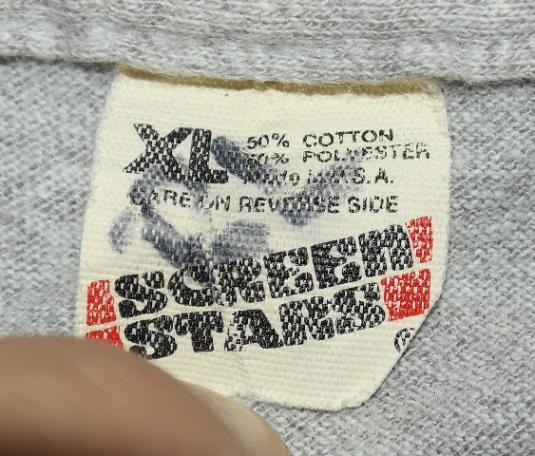 XL
50% COTTON
50% POLYESTER
Made in U.S.A.
CARE ON REVERSE SIDE
SCREEN
STARS
®